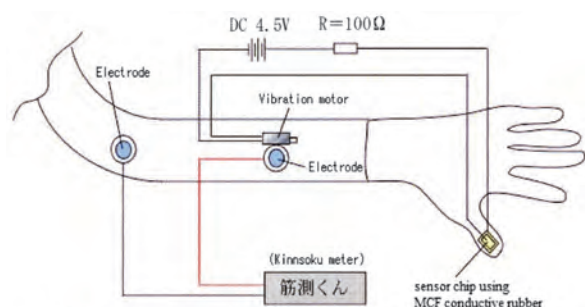 DC 4.5V R=100Ω
Electrode
Vibration motor
Electrode
(Kinnsoku meter)
筋測くん
sensor chip using
MCF conductive rubber